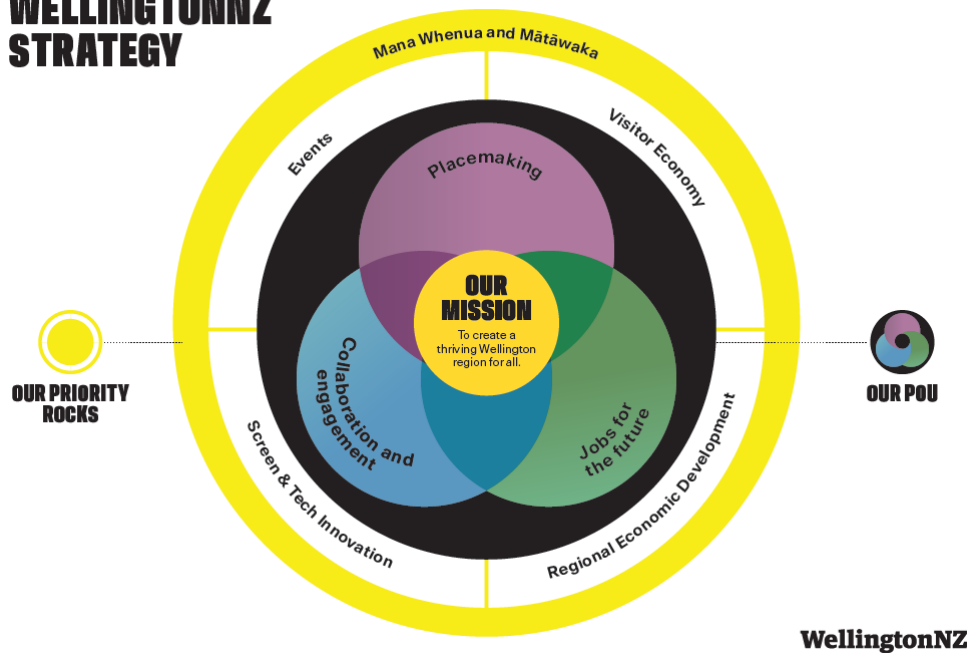 WELLINGTONNZ
STRATEGY
Mana Whenua and Mātāwaka
Events
Visitor Economy
Placemaking
OUR
MISSION
To create a
thriving Wellington
region for all.
Collaboration and
engagement
Jobs for
the future
OUR PRIORITY
ROCKS
OUR POU
Screen & Tech Innovation
Regional Economic Development
WellingtonNZ